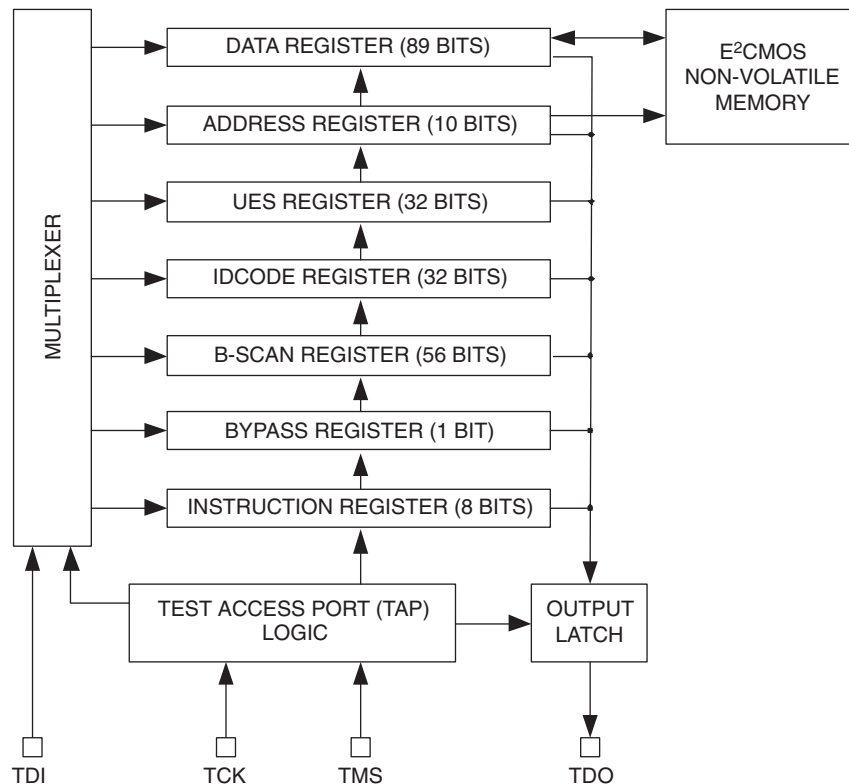 DATA REGISTER (89 BITS)
E²CMOS
NON-VOLATILE
MEMORY
ADDRESS REGISTER (10 BITS)
UES REGISTER (32 BITS)
IDCODE REGISTER (32 BITS)
B-SCAN REGISTER (56 BITS)
BYPASS REGISTER (1 BIT)
INSTRUCTION REGISTER (8 BITS)
MULTIPLEXER
TEST ACCESS PORT (TAP)
LOGIC
OUTPUT
LATCH
TDI
TCK
TMS
TDO